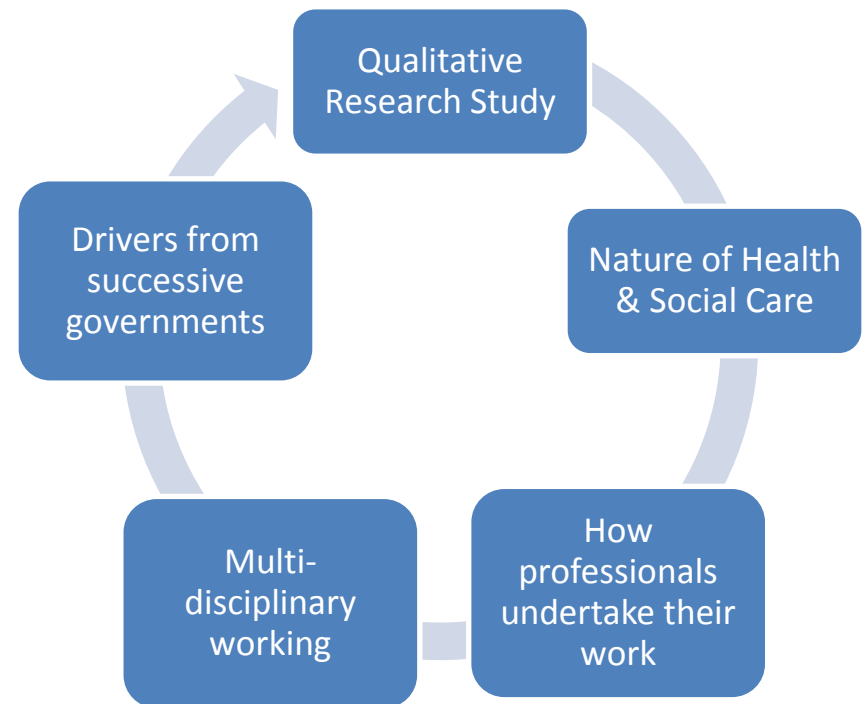 Qualitative
Research Study
Nature of Health
& Social Care
How
professionals
undertake their
work
Multi-
disciplinary
working
Drivers from
successive
governments